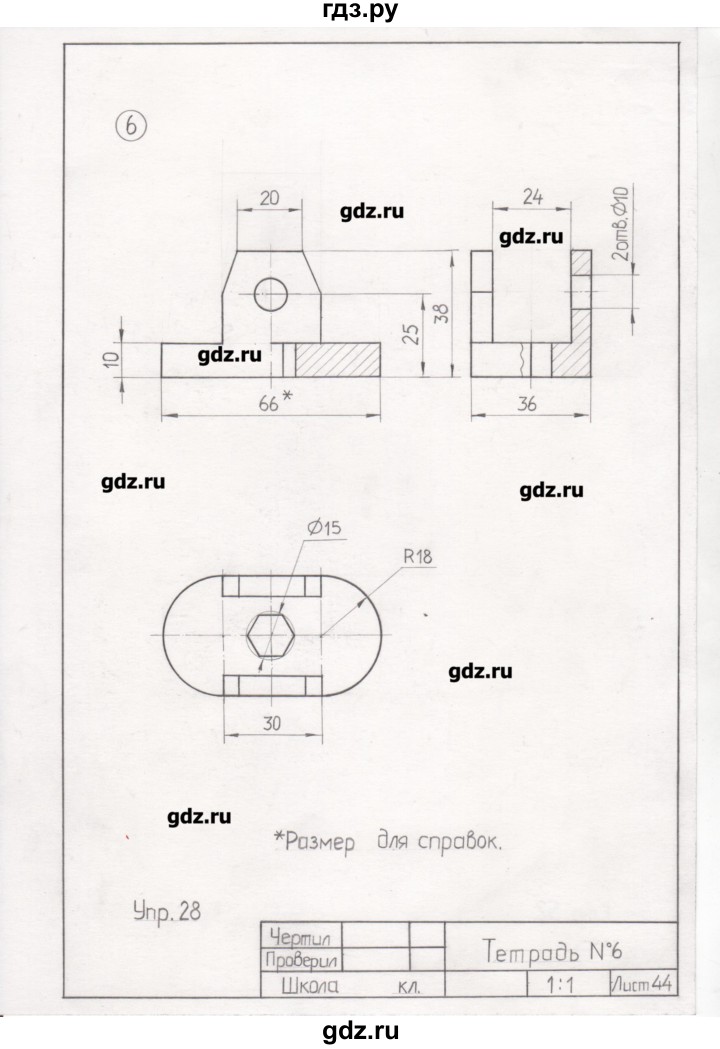 гдз.ру
6
20
gdz.ru
24
gdz.ru
2отв.Ø10
10
gdz.ru
25
38
66*
36
gdz.ru
gdz.ru
Ø15
R18
gdz.ru
30
gdz.ru
*Размер для справок.
Упр. 28
Чертил
Проверил
Тетрадь №6
Школа кл.
1:1
Лист 44
gdz.ru